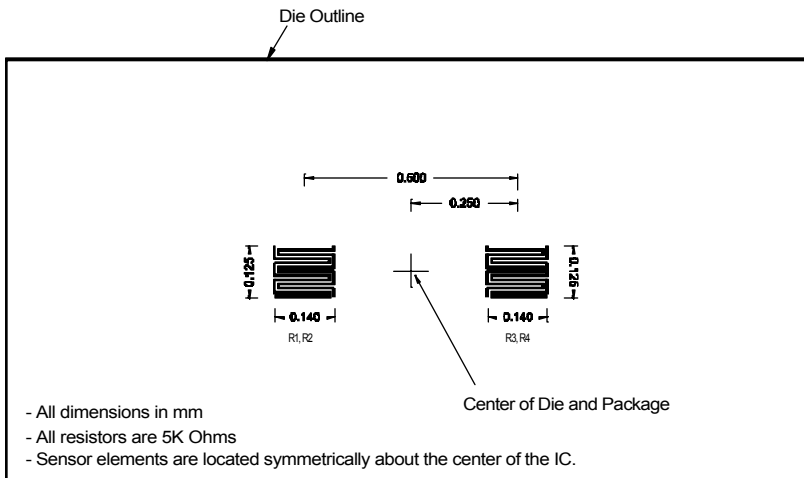 Die Outline
0.500
0.250
0.125
0.125
0.140
0.140
R1, R2
R3, R4
Center of Die and Package
- All dimensions in mm
- All resistors are 5K Ohms
- Sensor elements are located symmetrically about the center of the IC.